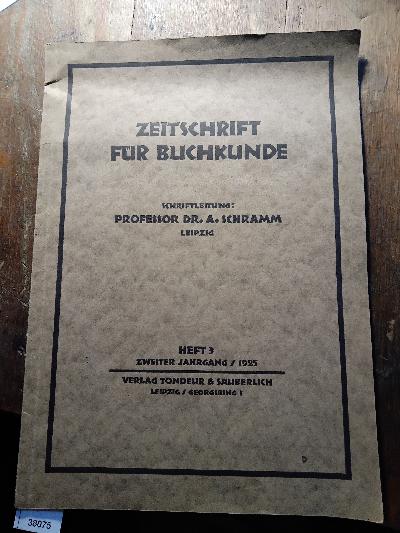 ZEITSCHRIFT
FÜR BUCHKUNDE
SCHRIFTLEITUNG:
PROFESSOR DR. A. SCHRAMM
LEIPZIG
HEFT 3
ZWEITER JAHRGANG / 1925
VERLAG TONDEUR & SÄUBERLICH
LEIPZIG / GEORGIRING 1
D
38075